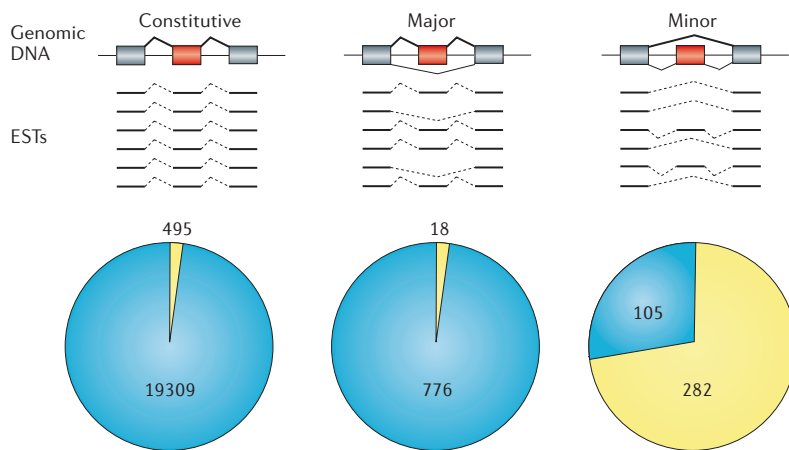 Constitutive
Major
Minor
Genomic
DNA
ESTs
495
19309
18
776
105
282